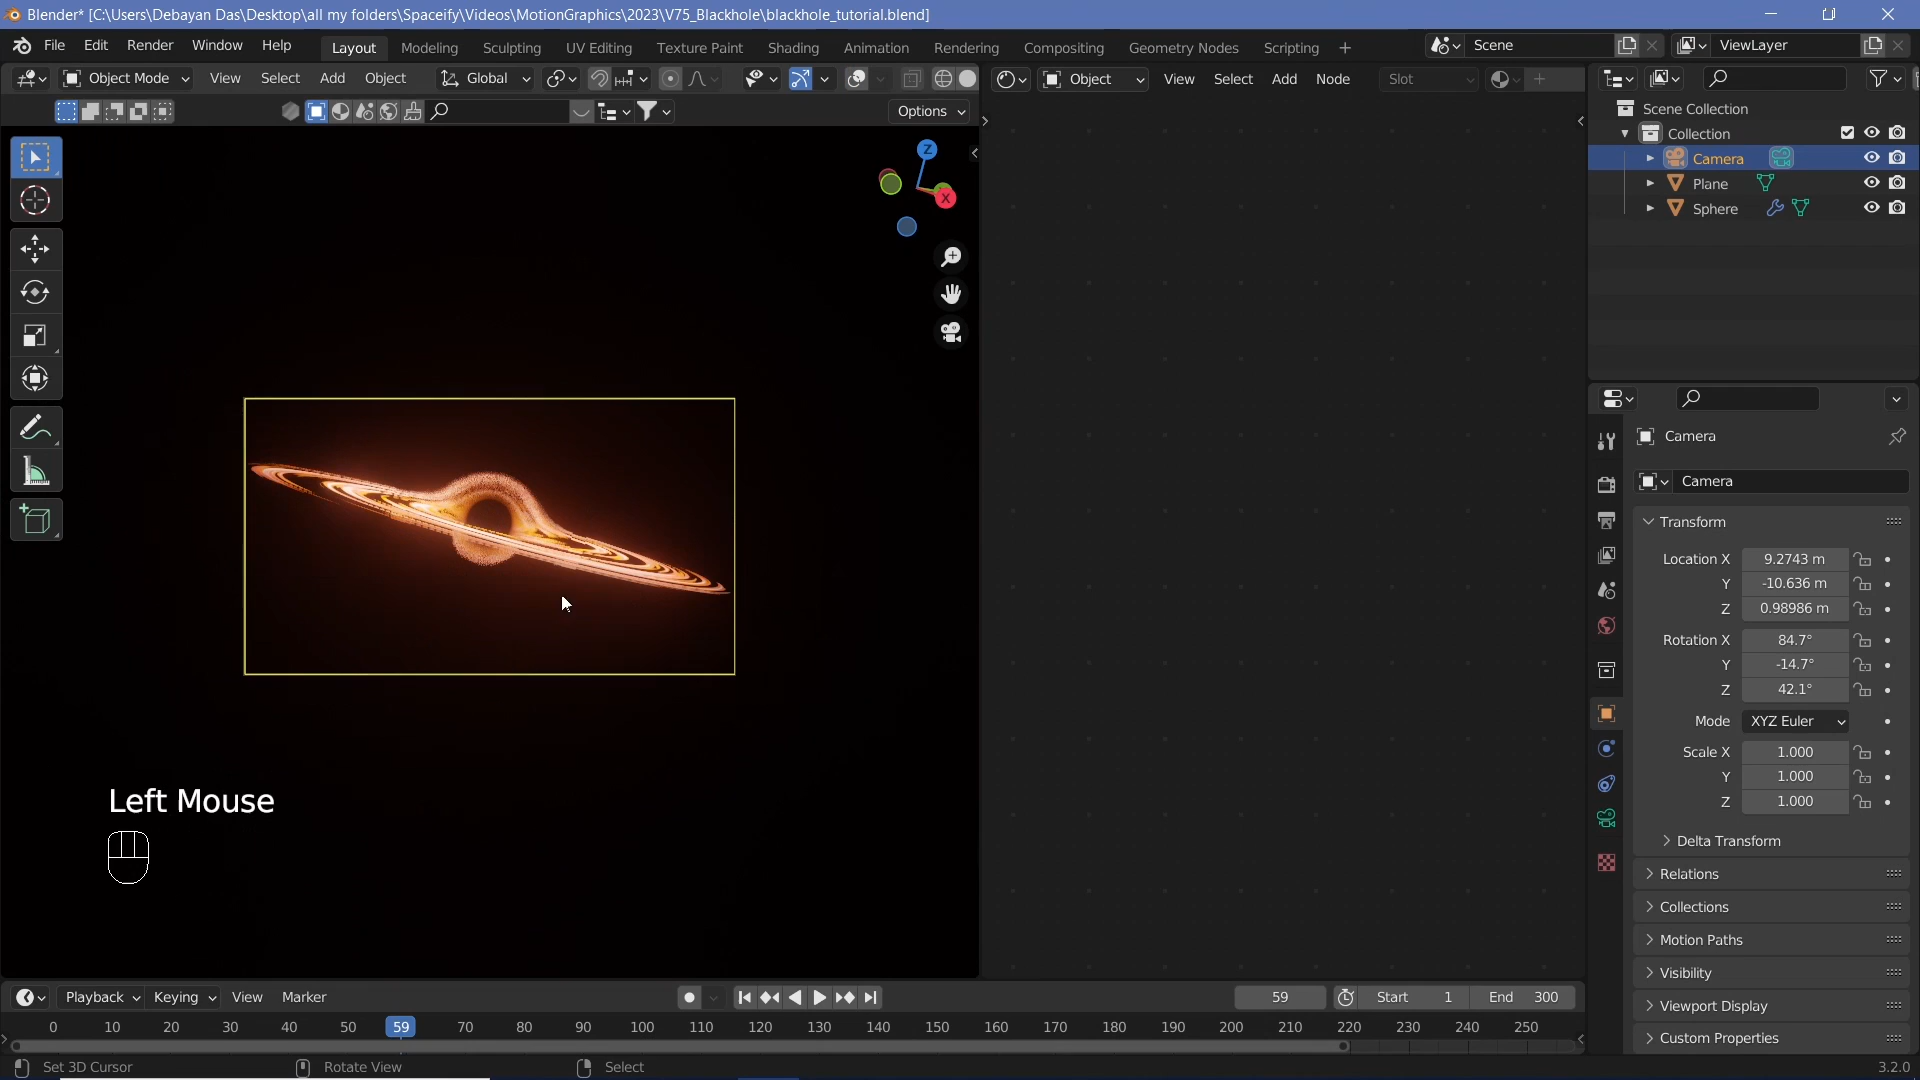 Blender* [C:\Users\Debayan Das\Desktop\all my folders\Spaceify\Videos\MotionGraphics\2023\V75_Blackhole\blackhole_tutorial.blend]
File Edit Render Window Help Layout Modeling Sculpting UV Editing Texture Paint Shading Animation Rendering Compositing Geometry Nodes Scripting + Scene ViewLayer
Object Mode View Select Add Object Global Object View Select Add Node Slot
Options
Z
X
Scene Collection
Collection
Camera
Plane
Sphere
Camera
Camera
Transform
Location X 9.2743 m
Y -10.636 m
Z 0.98986 m
Rotation X 84.7°
Y -14.7°
Z 42.1°
Mode XYZ Euler
Scale X 1.000
Y 1.000
Z 1.000
Delta Transform
Relations
Collections
Motion Paths
Visibility
Viewport Display
Custom Properties
Left Mouse
Playback Keying View Marker 59 Start 1 End 300
0 10 20 30 40 50 59 70 80 90 100 110 120 130 140 150 160 170 180 190 200 210 220 230 240 250
Set 3D Cursor Rotate View Select 3.2.0